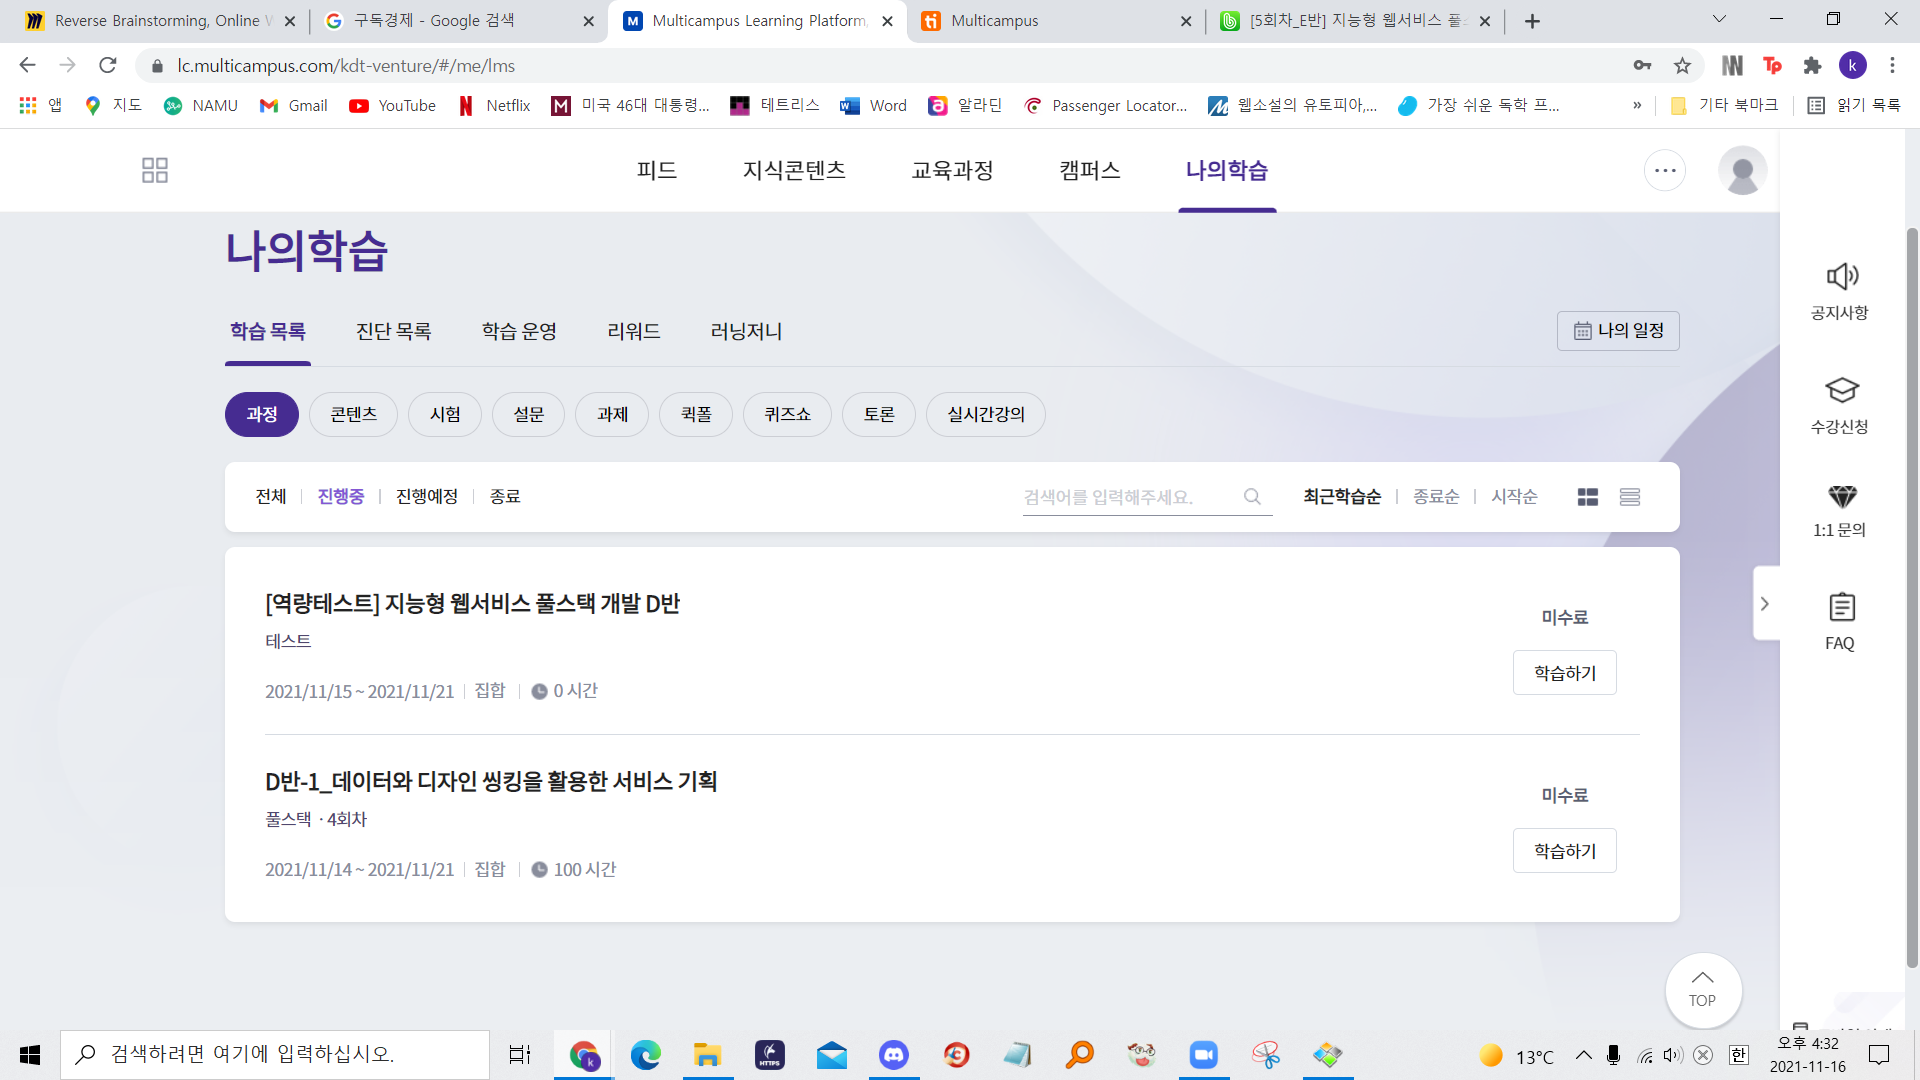 Reverse Brainstorming, Online W
구독경제 - Google 검색
Multicampus Learning Platform,
Multicampus
[5회차_E반] 지능형 웹서비스 풀스
lc.multicampus.com/kdt-venture/#/me/lms
앱 지도 NAMU Gmail YouTube Netflix 미국 46대 대통령... 테트리스 Word 알라딘 Passenger Locator... 웹소설의 유토피아,... 가장 쉬운 독학 프... » 기타 북마크 읽기 목록
피드 지식콘텐츠 교육과정 캠퍼스 나의학습
나의학습
학습 목록 진단 목록 학습 운영 리워드 러닝저니 나의 일정
과정 콘텐츠 시험 설문 과제 퀵폴 퀴즈쇼 토론 실시간강의
전체 진행중 진행예정 종료 검색어를 입력해주세요. 최근학습순 종료순 시작순
[역량테스트] 지능형 웹서비스 풀스택 개발 D반
테스트
미수료
2021/11/15 ~ 2021/11/21 집합 0 시간
학습하기
D반-1_데이터와 디자인 씽킹을 활용한 서비스 기획
풀스택 · 4회차
미수료
2021/11/14 ~ 2021/11/21 집합 100 시간
학습하기
공지사항
수강신청
1:1 문의
FAQ
TOP
검색하려면 여기에 입력하십시오.
HTTPS
13°C
한
오후 4:32
2021-11-16